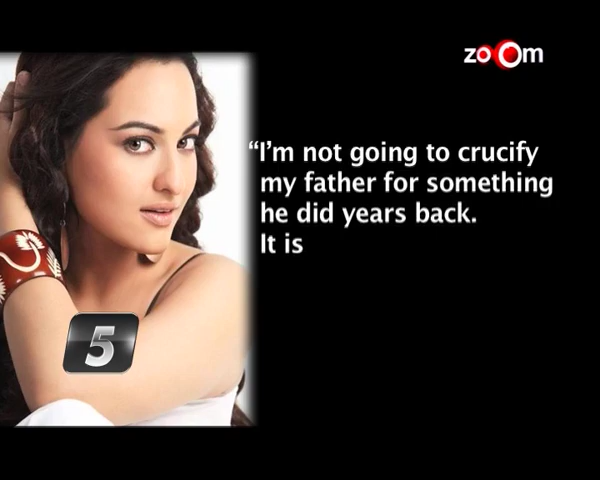 zoom
“I’m not going to crucify
my father for something
he did years back.
It is
5